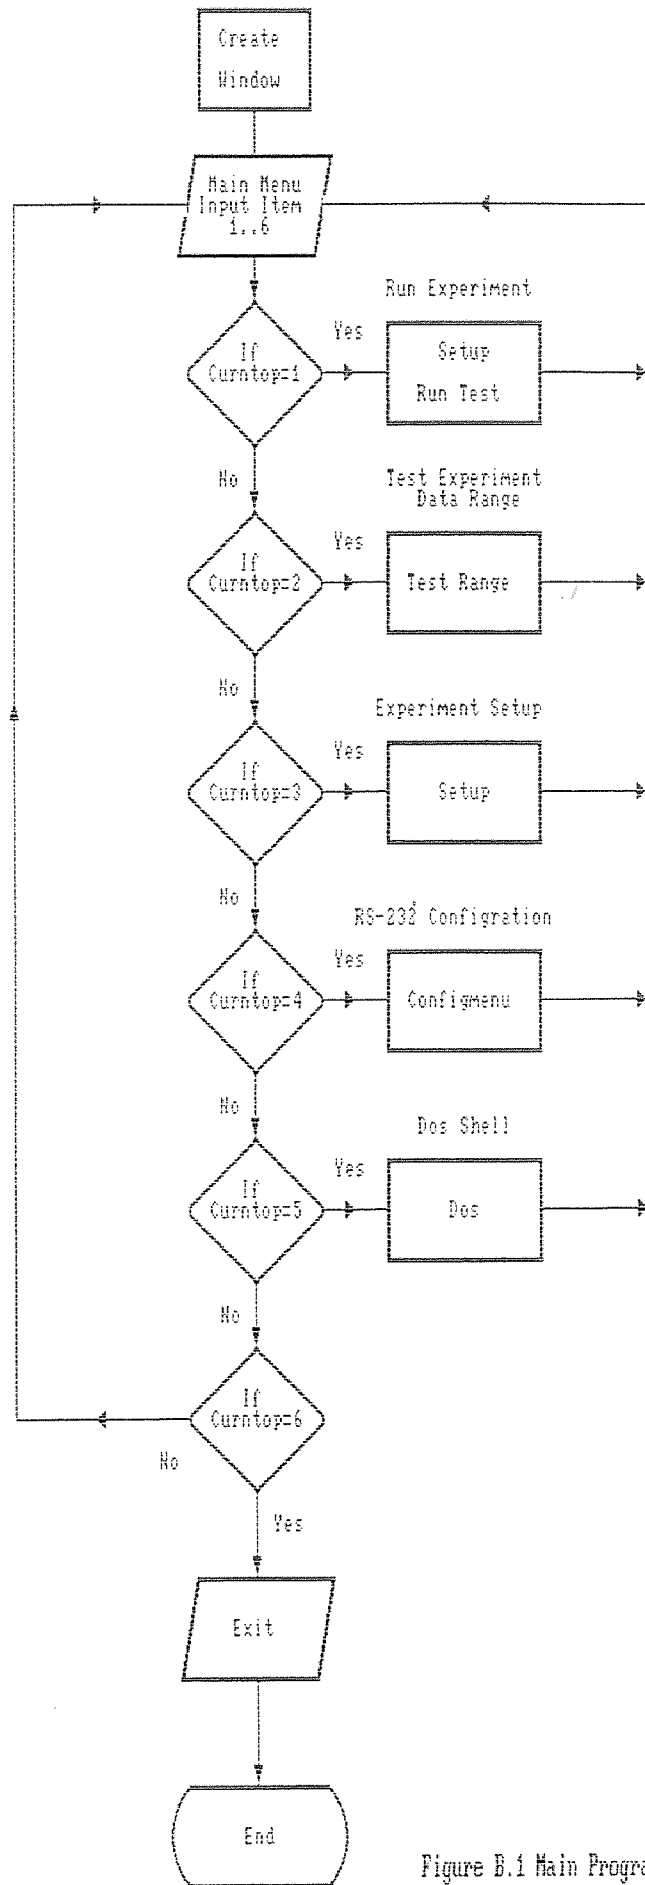 Create
Window
Main Menu
Input Item
1..6
Run Experiment
If
Curntop=1
Yes
Setup
Run Test
No
Test Experiment
Data Range
If
Curntop=2
Yes
Test Range
No
Experiment Setup
If
Curntop=3
Yes
Setup
No
RS-232 Configration
If
Curntop=4
Yes
Configmenu
No
Dos Shell
If
Curntop=5
Yes
Dos
No
If
Curntop=6
No
Yes
Exit
End
Figure B.1 Main Progra